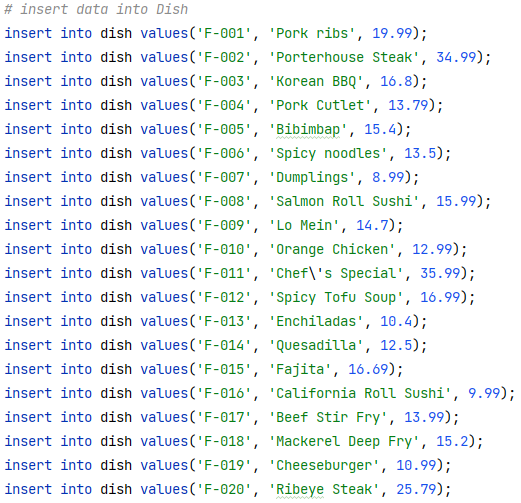 # insert data into Dish
insert into dish values('F-001', 'Pork ribs', 19.99);
insert into dish values('F-002', 'Porterhouse Steak', 34.99);
insert into dish values('F-003', 'Korean BBQ', 16.8);
insert into dish values('F-004', 'Pork Cutlet', 13.79);
insert into dish values('F-005', 'Bibimbap', 15.4);
insert into dish values('F-006', 'Spicy noodles', 13.5);
insert into dish values('F-007', 'Dumplings', 8.99);
insert into dish values('F-008', 'Salmon Roll Sushi', 15.99);
insert into dish values('F-009', 'Lo Mein', 14.7);
insert into dish values('F-010', 'Orange Chicken', 12.99);
insert into dish values('F-011', 'Chef\'s Special', 35.99);
insert into dish values('F-012', 'Spicy Tofu Soup', 16.99);
insert into dish values('F-013', 'Enchiladas', 10.4);
insert into dish values('F-014', 'Quesadilla', 12.5);
insert into dish values('F-015', 'Fajita', 16.69);
insert into dish values('F-016', 'California Roll Sushi', 9.99);
insert into dish values('F-017', 'Beef Stir Fry', 13.99);
insert into dish values('F-018', 'Mackerel Deep Fry', 15.2);
insert into dish values('F-019', 'Cheeseburger', 10.99);
insert into dish values('F-020', 'Ribeye Steak', 25.79);